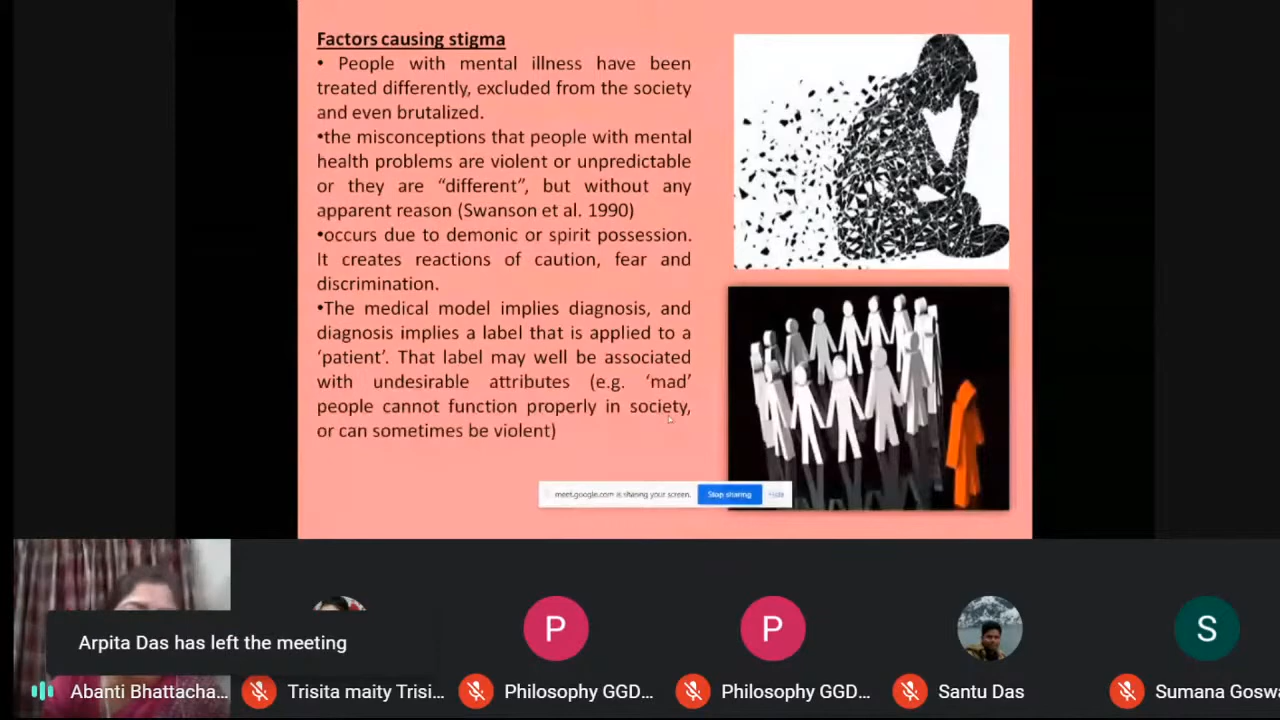 Factors causing stigma
• People with mental illness have been
treated differently, excluded from the society
and even brutalized.
•the misconceptions that people with mental
health problems are violent or unpredictable
or they are “different”, but without any
apparent reason (Swanson et al. 1990)
•occurs due to demonic or spirit possession.
It creates reactions of caution, fear and
discrimination.
•The medical model implies diagnosis, and
diagnosis implies a label that is applied to a
‘patient’. That label may well be associated
with undesirable attributes (e.g. ‘mad’
people cannot function properly in society,
or can sometimes be violent)
meet.google.com is sharing your screen.
Stop sharing
Hide
P
P
S
Arpita Das has left the meeting
Abanti Bhattacha...
Trisita maity Trisi...
Philosophy GGD...
Philosophy GGD...
Santu Das
Sumana Gosw